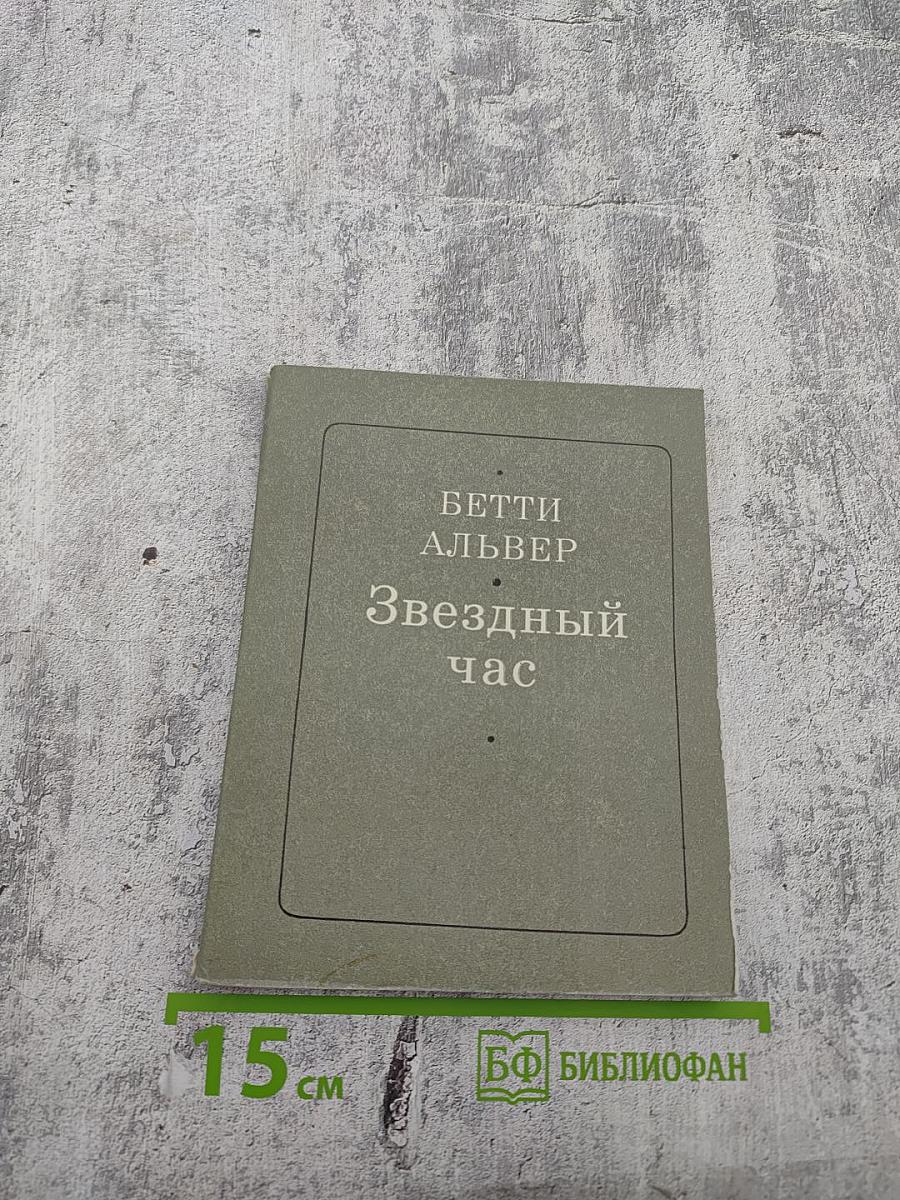 БЕТТИ
АЛЬВЕР
Звездный
час
15 см
БФ БИБЛИОФАН